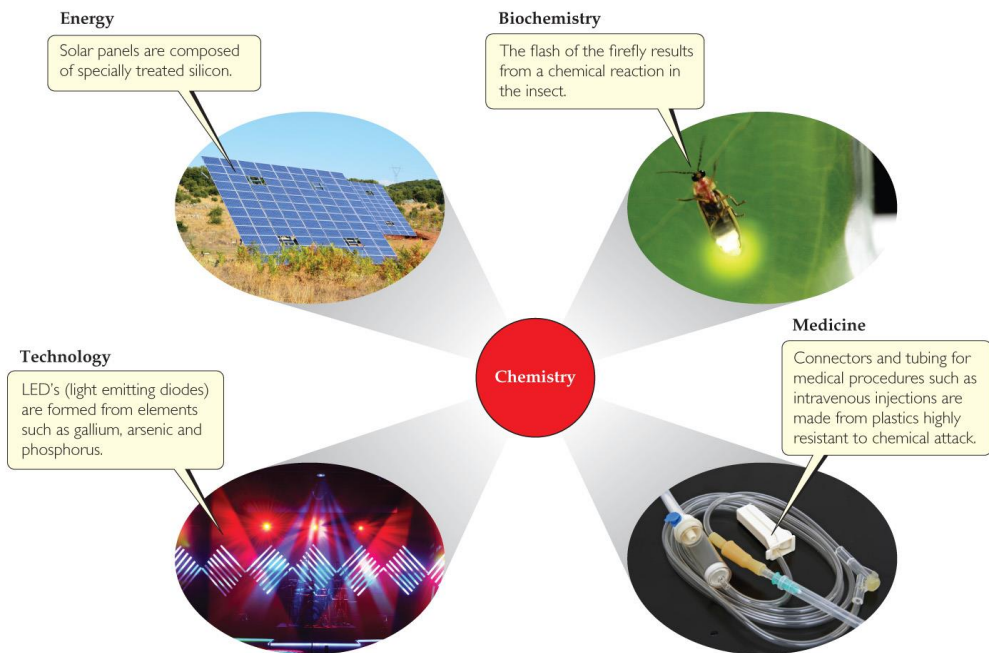 Energy
Solar panels are composed
of specially treated silicon.
Biochemistry
The flash of the firefly results
from a chemical reaction in
the insect.
Technology
LED's (light emitting diodes)
are formed from elements
such as gallium, arsenic and
phosphorus.
Chemistry
Medicine
Connectors and tubing for
medical procedures such as
intravenous injections are
made from plastics highly
resistant to chemical attack.